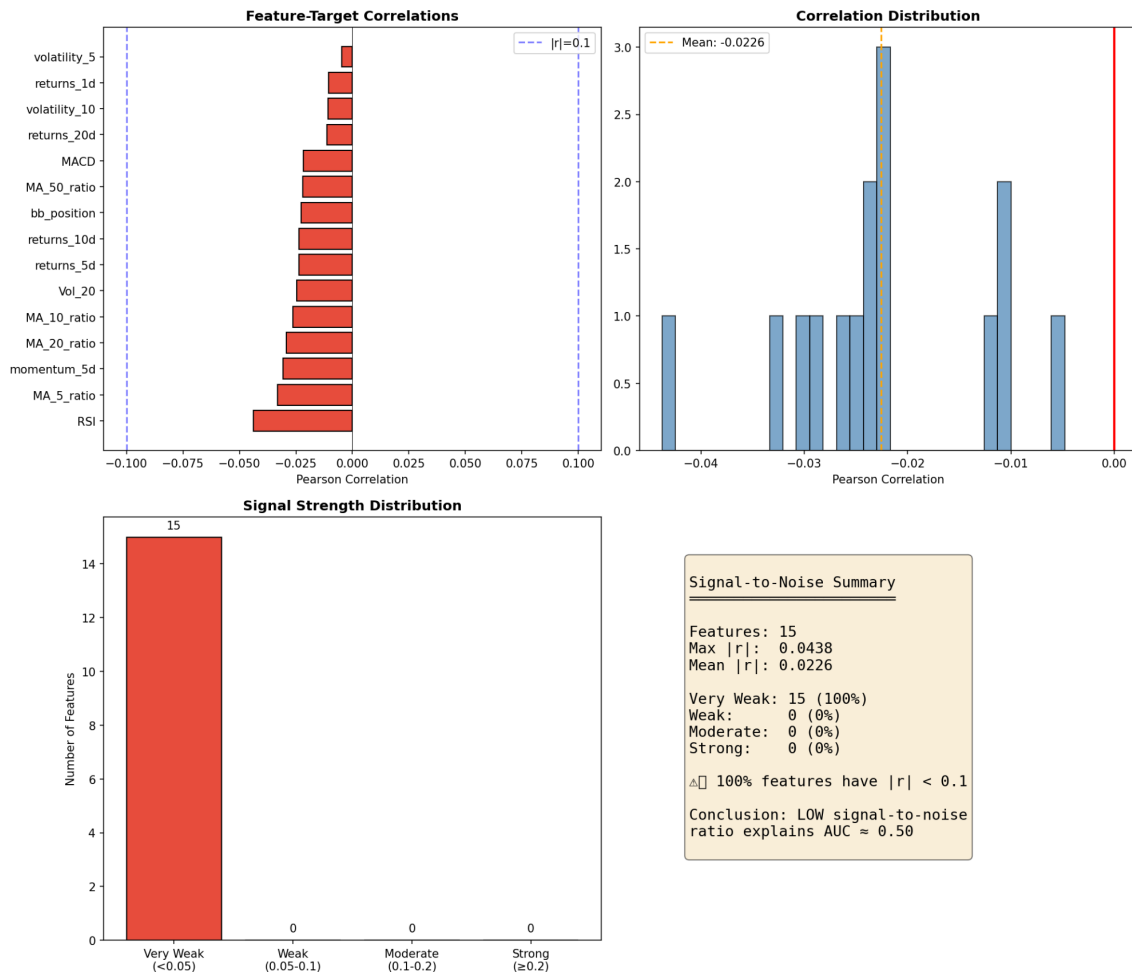 Feature-Target Correlations
|r|=0.1
volatility_5
returns_1d
volatility_10
returns_20d
MACD
MA_50_ratio
bb_position
returns_10d
returns_5d
Vol_20
MA_10_ratio
MA_20_ratio
momentum_5d
MA_5_ratio
RSI
−0.100 −0.075 −0.050 −0.025 0.000 0.025 0.050 0.075 0.100
Pearson Correlation
Correlation Distribution
Mean: -0.0226
3.0
2.5
2.0
1.5
1.0
0.5
0.0
−0.04 −0.03 −0.02 −0.01 0.00
Pearson Correlation
Signal Strength Distribution
Number of Features
14
12
10
8
6
4
2
0
15
0
0
0
Very Weak
(<0.05)
Weak
(0.05-0.1)
Moderate
(0.1-0.2)
Strong
(≥0.2)
Signal-to-Noise Summary
Features: 15
Max |r|: 0.0438
Mean |r|: 0.0226
Very Weak: 15 (100%)
Weak: 0 (0%)
Moderate: 0 (0%)
Strong: 0 (0%)
⚠ 100% features have |r| < 0.1
Conclusion: LOW signal-to-noise
ratio explains AUC ≈ 0.50